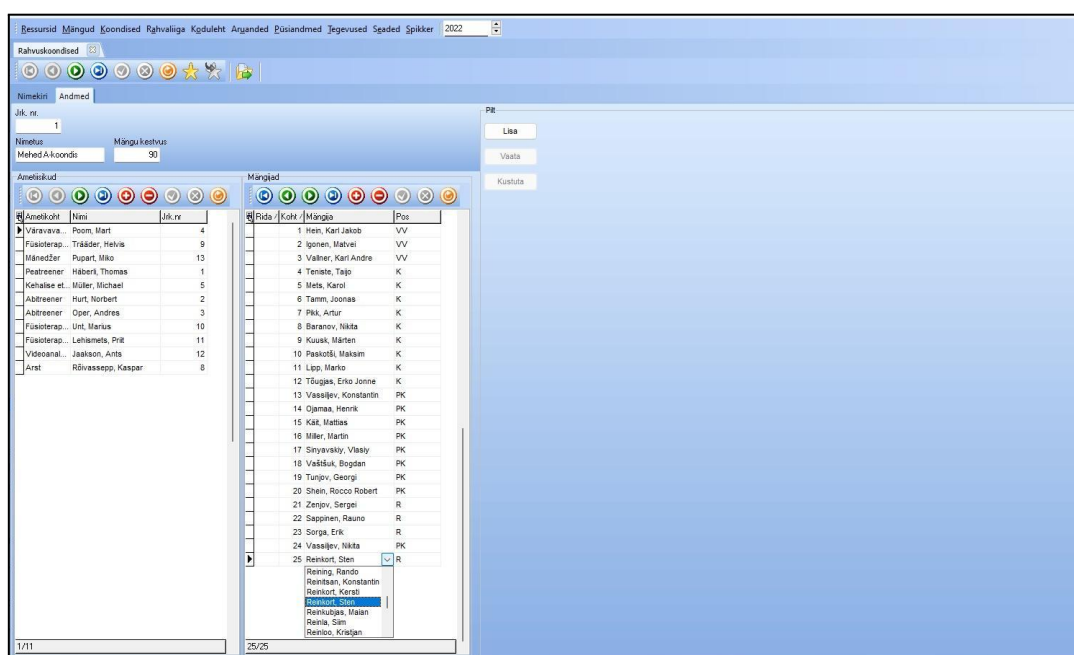 Ressursid Mängud Koondised Rahvaliiga Koduleht Aruanded Püsiandmed Tegevused Seaded Spikker 2022
Rahvuskoondised
Nimekiri Andmed
Jrk. nr.
1
Nimetus Mängu kestvus
Mehed A-koondis 90
Pilt
Lisa
Vaata
Kustuta
Ametiisikud
Ametikoht Nimi Jrk.nr
Väravava... Poom, Mart 4
Füsioterap... Trääder, Helvis 9
Mänedžer Pupart, Miko 13
Peatreener Häberli, Thomas 1
Kehalise et... Müller, Michael 5
Abitreener Hurt, Norbert 2
Abitreener Oper, Andres 3
Füsioterap... Unt, Marius 10
Füsioterap... Lehismets, Priit 11
Videoanal... Jaakson, Ants 12
Arst Rõivassepp, Kaspar 8
1/11
Mängijad
Rida Koht Mängija Pos
1 Hein, Karl Jakob VV
2 Igonen, Matvei VV
3 Vallner, Karl Andre VV
4 Teniste, Taijo K
5 Mets, Karol K
6 Tamm, Joonas K
7 Pikk, Artur K
8 Baranov, Nikita K
9 Kuusk, Märten K
10 Paskotši, Maksim K
11 Lipp, Marko K
12 Tõugjas, Erko Jonne K
13 Vassiljev, Konstantin PK
14 Ojamaa, Henrik PK
15 Käit, Mattias PK
16 Miller, Martin PK
17 Sinyavskiy, Vlasiy PK
18 Vaštšuk, Bogdan PK
19 Tunjov, Georgi PK
20 Shein, Rocco Robert PK
21 Zenjov, Sergei R
22 Sappinen, Rauno R
23 Sorga, Erik R
24 Vassiljev, Nikita PK
25 Reinkort, Sten R
Reining, Rando
Reinitsan, Konstantin
Reinkort, Kersti
Reinkort, Sten
Reinkubjas, Maian
Reinla, Siim
Reinloo, Kristjan
25/25